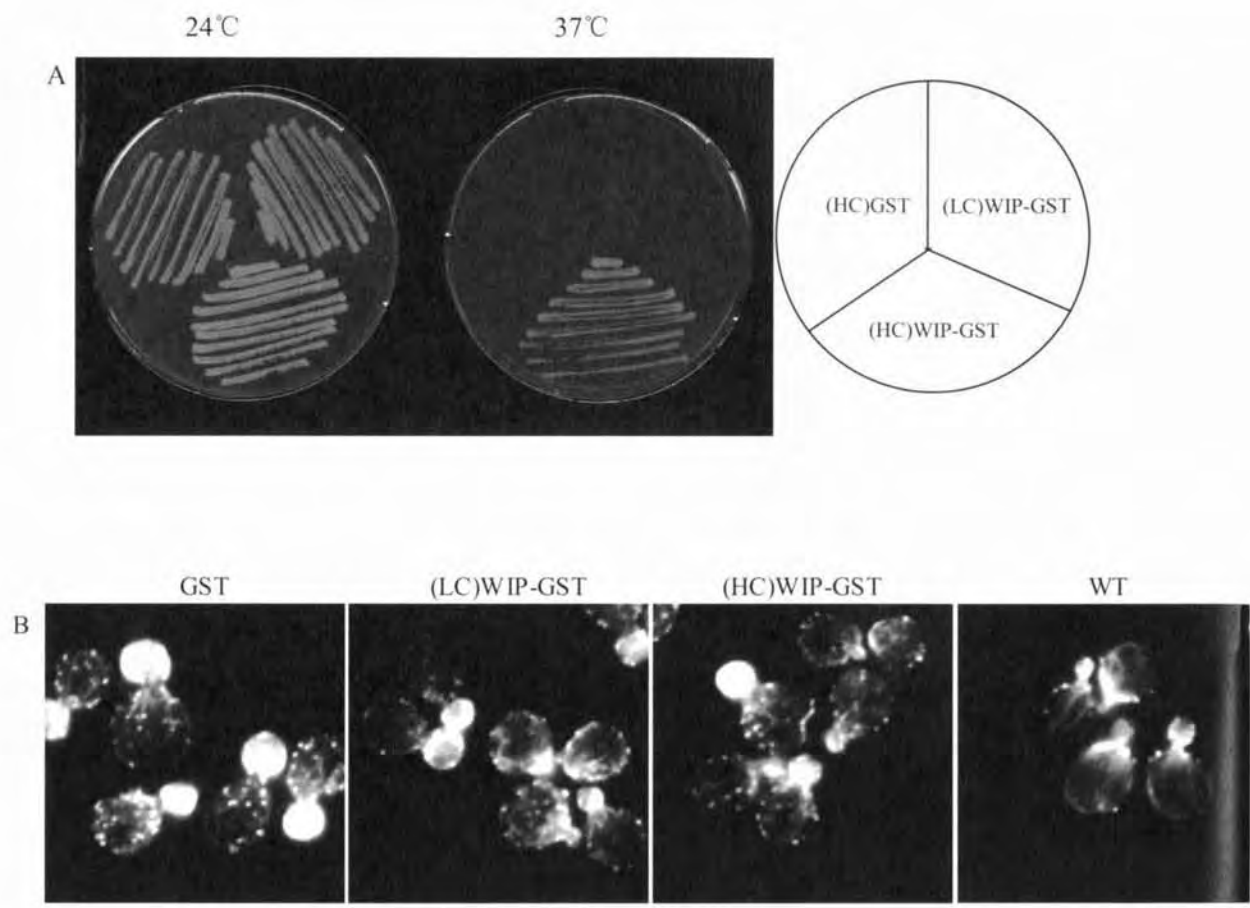 24℃ 37℃
A
(HC)GST (LC)WIP-GST
(HC)WIP-GST
GST (LC)WIP-GST (HC)WIP-GST WT
B